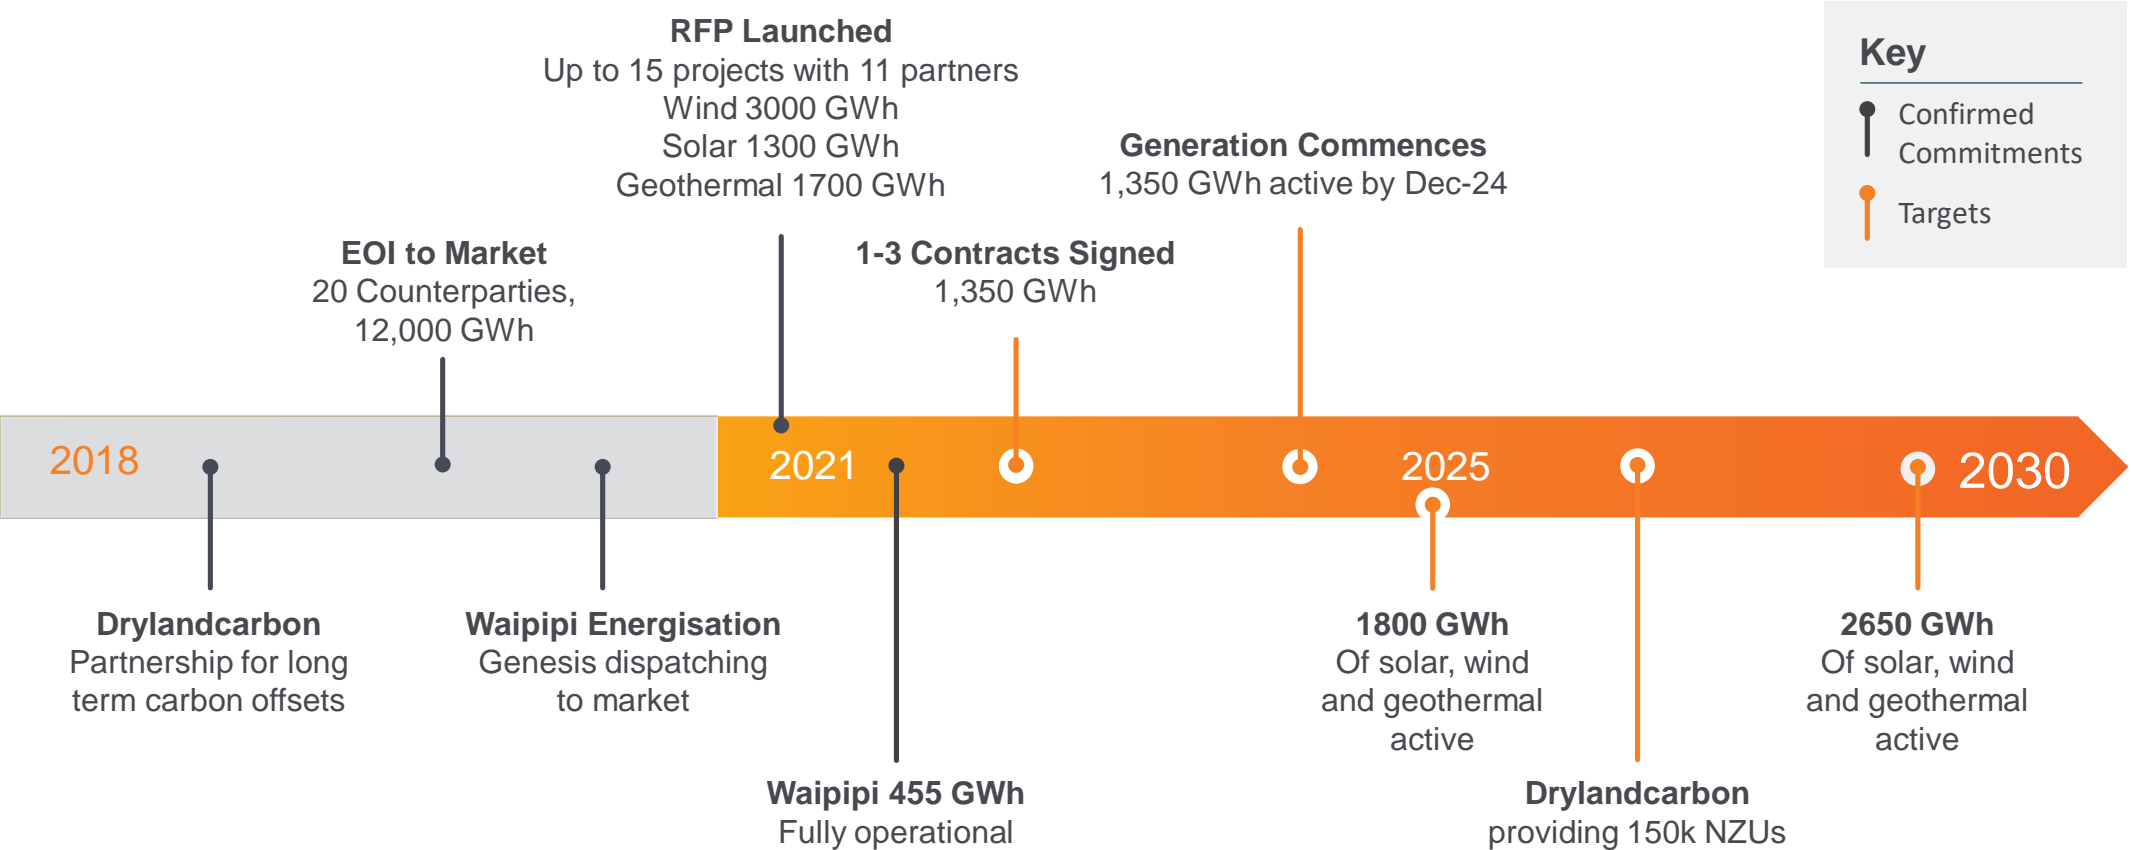 RFP Launched
Up to 15 projects with 11 partners
Wind 3000 GWh
Solar 1300 GWh
Geothermal 1700 GWh
Key
Confirmed
Commitments
Targets
Generation Commences
1,350 GWh active by Dec-24
EOI to Market
20 Counterparties,
12,000 GWh
1-3 Contracts Signed
1,350 GWh
2018
2021
2025
2030
Drylandcarbon
Partnership for long
term carbon offsets
Waipipi Energisation
Genesis dispatching
to market
1800 GWh
Of solar, wind
and geothermal
active
2650 GWh
Of solar, wind
and geothermal
active
Waipipi 455 GWh
Fully operational
Drylandcarbon
providing 150k NZUs